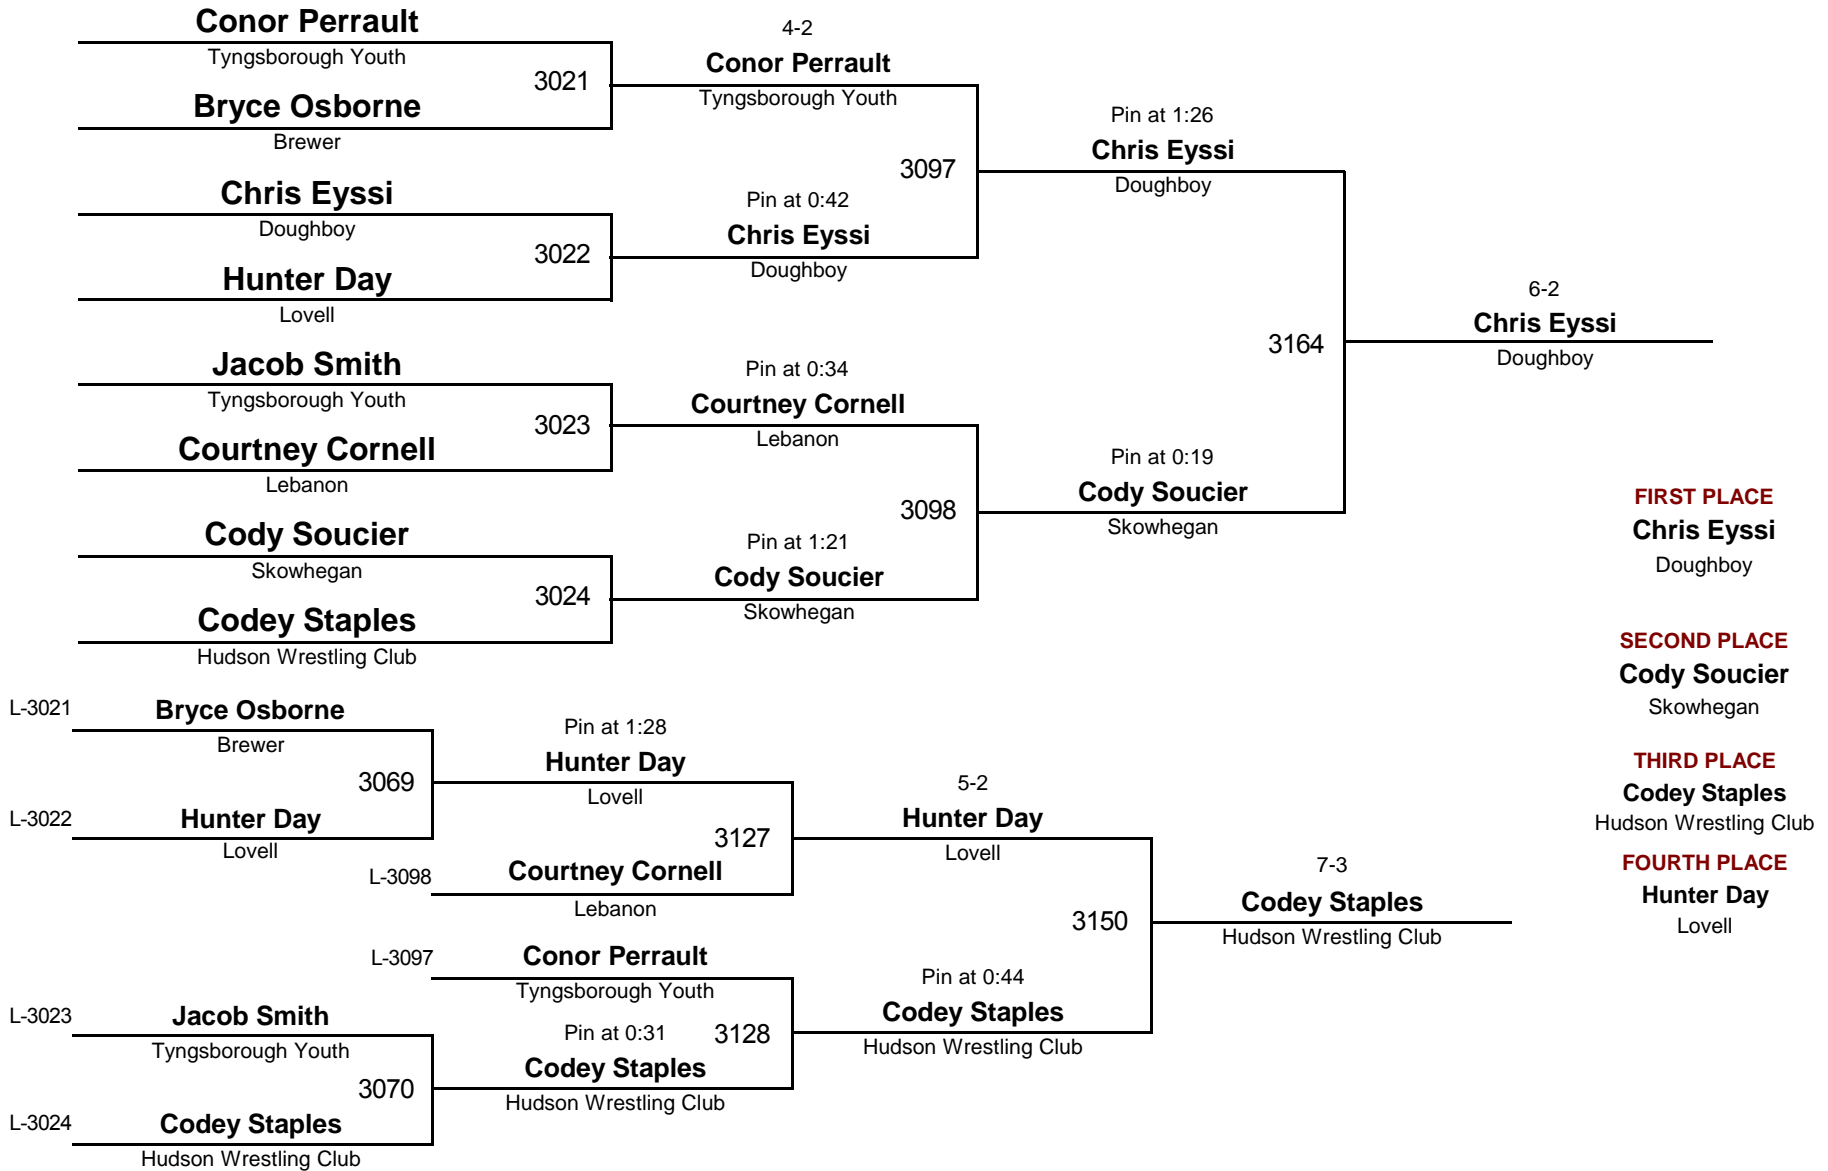 Conor Perrault
Tyngsborough Youth
3021
Bryce Osborne
Brewer
Chris Eyssi
Doughboy
3022
Hunter Day
Lovell
Jacob Smith
Tyngsborough Youth
3023
Courtney Cornell
Lebanon
Cody Soucier
Skowhegan
3024
Codey Staples
Hudson Wrestling Club
4-2
Conor Perrault
Tyngsborough Youth
3097
Pin at 0:42
Chris Eyssi
Doughboy
Pin at 0:34
Courtney Cornell
Lebanon
3098
Pin at 1:21
Cody Soucier
Skowhegan
Pin at 1:26
Chris Eyssi
Doughboy
3164
Pin at 0:19
Cody Soucier
Skowhegan
6-2
Chris Eyssi
Doughboy
FIRST PLACE
Chris Eyssi
Doughboy
SECOND PLACE
Cody Soucier
Skowhegan
THIRD PLACE
Codey Staples
Hudson Wrestling Club
FOURTH PLACE
Hunter Day
Lovell
L-3021
Bryce Osborne
Brewer
3069
L-3022
Hunter Day
Lovell
Pin at 1:28
Hunter Day
Lovell
3127
L-3098
Courtney Cornell
Lebanon
L-3097
Conor Perrault
Tyngsborough Youth
3128
L-3023
Jacob Smith
Tyngsborough Youth
3070
L-3024
Codey Staples
Hudson Wrestling Club
Pin at 0:31
Codey Staples
Hudson Wrestling Club
5-2
Hunter Day
Lovell
3150
Pin at 0:44
Codey Staples
Hudson Wrestling Club
7-3
Codey Staples
Hudson Wrestling Club